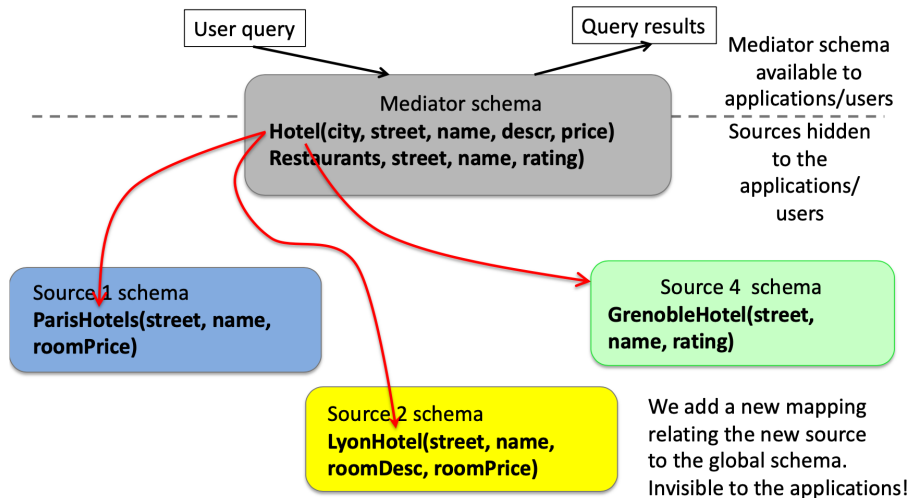 User query
Query results
Mediator schema
available to
applications/users
Mediator schema
Hotel(city, street, name, descr, price)
Restaurants, street, name, rating)
Sources hidden
to the
applications/
users
Source 1 schema
ParisHotels(street, name,
roomPrice)
Source 4 schema
GrenobleHotel(street,
name, rating)
Source 2 schema
LyonHotel(street, name,
roomDesc, roomPrice)
We add a new mapping
relating the new source
to the global schema.
Invisible to the applications!